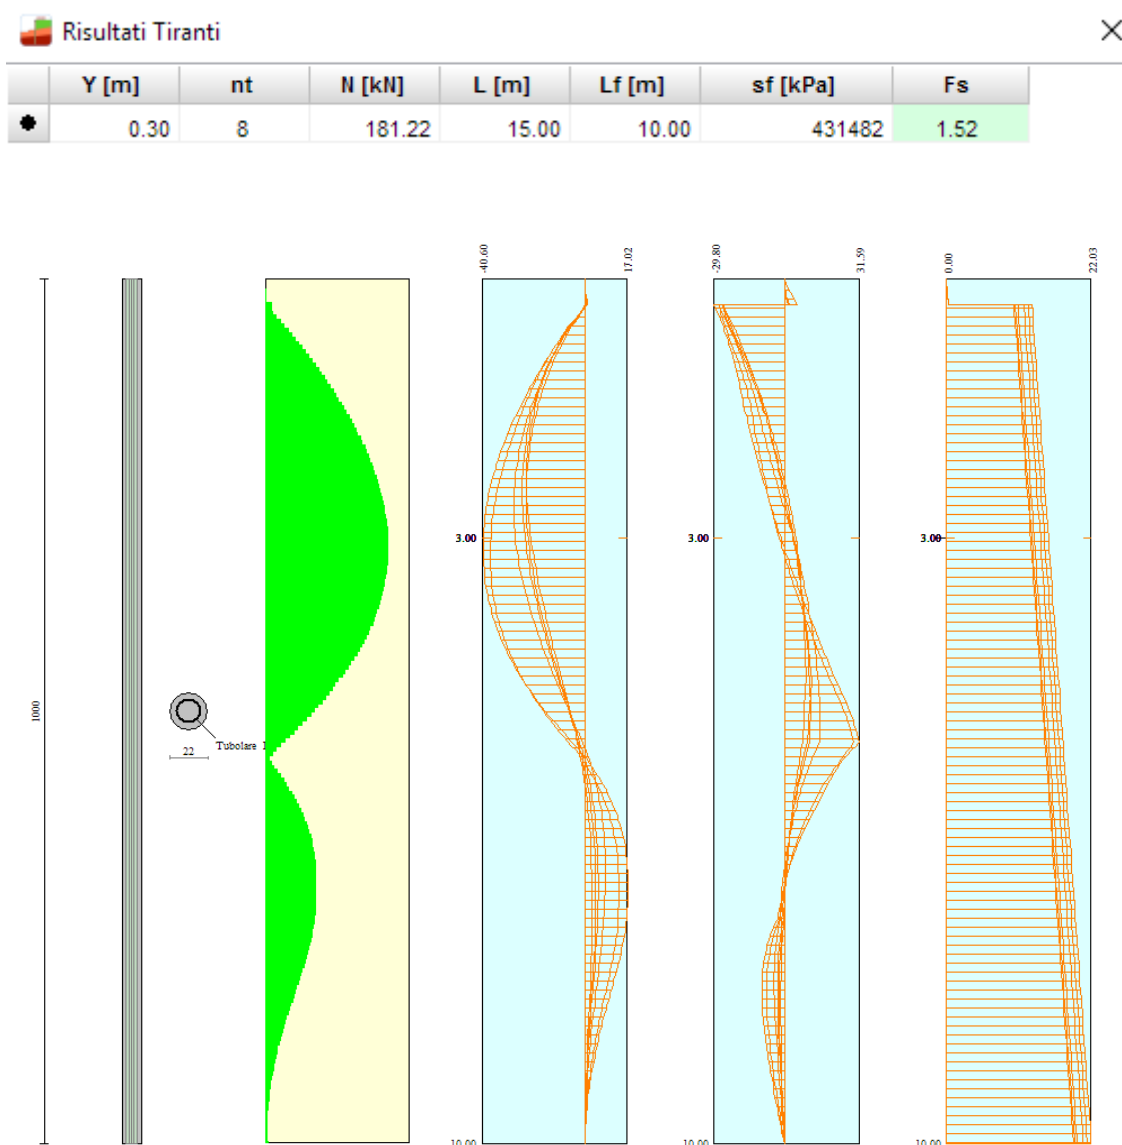 Risultati Tiranti
Y [m] nt N [kN] L [m] Lf [m] sf [kPa] Fs
0.30 8 181.22 15.00 10.00 431482 1.52
-40.60 17.02 -29.80 31.59 0.00 22.03
3.00 3.00 3.00
1000
Tubolare
22
10.00 10.00 10.00